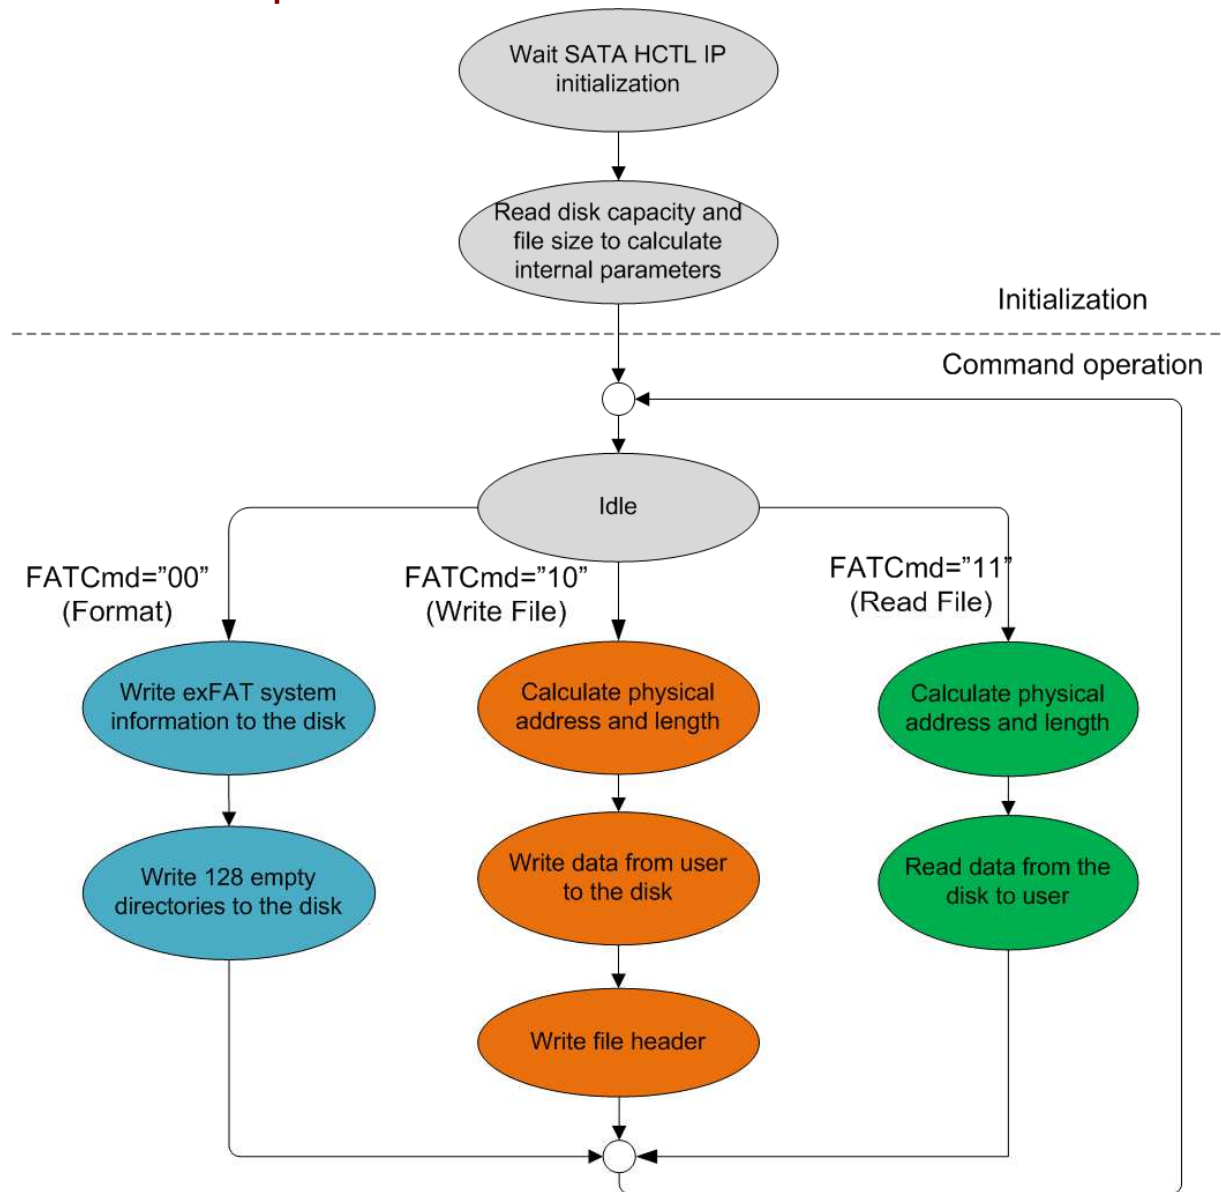 Wait SATA HCTL IP
initialization
Read disk capacity and
file size to calculate
internal parameters
Initialization
Command operation
Idle
FATCmd="00"
(Format)
FATCmd="10"
(Write File)
FATCmd="11"
(Read File)
Write exFAT system
information to the disk
Calculate physical
address and length
Calculate physical
address and length
Write 128 empty
directories to the disk
Write data from user
to the disk
Read data from the
disk to user
Write file header